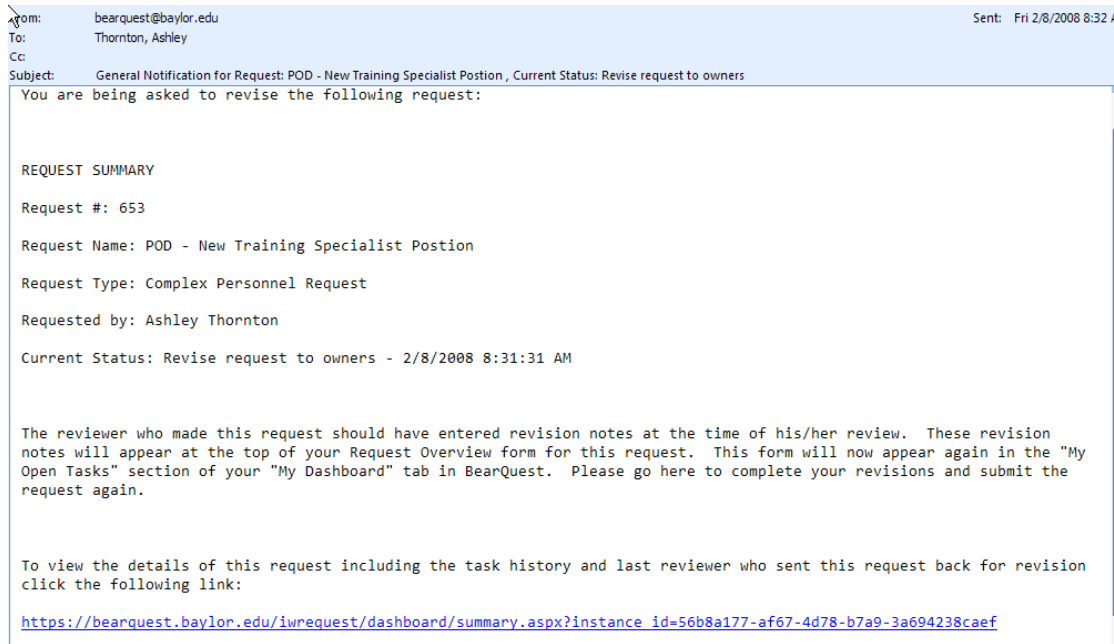 From: bearquest@baylor.edu Sent: Fri 2/8/2008 8:32
To: Thornton, Ashley
Cc:
Subject: General Notification for Request: POD - New Training Specialist Postion , Current Status: Revise request to owners
You are being asked to revise the following request:
REQUEST SUMMARY
Request #: 653
Request Name: POD - New Training Specialist Postion
Request Type: Complex Personnel Request
Requested by: Ashley Thornton
Current Status: Revise request to owners - 2/8/2008 8:31:31 AM
The reviewer who made this request should have entered revision notes at the time of his/her review.  These revision
notes will appear at the top of your Request Overview form for this request.  This form will now appear again in the "My
Open Tasks" section of your "My Dashboard" tab in BearQuest.  Please go here to complete your revisions and submit the
request again.
To view the details of this request including the task history and last reviewer who sent this request back for revision
click the following link:
https://bearquest.baylor.edu/iwrequest/dashboard/summary.aspx?instance_id=56b8a177-af67-4d78-b7a9-3a694238caef